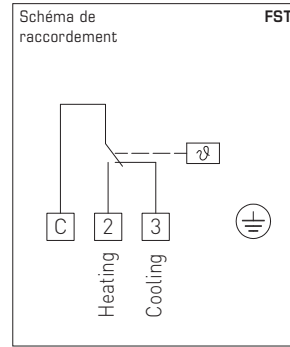 Schéma de
raccordement
FST
ϑ
C
2
3
Heating
Cooling